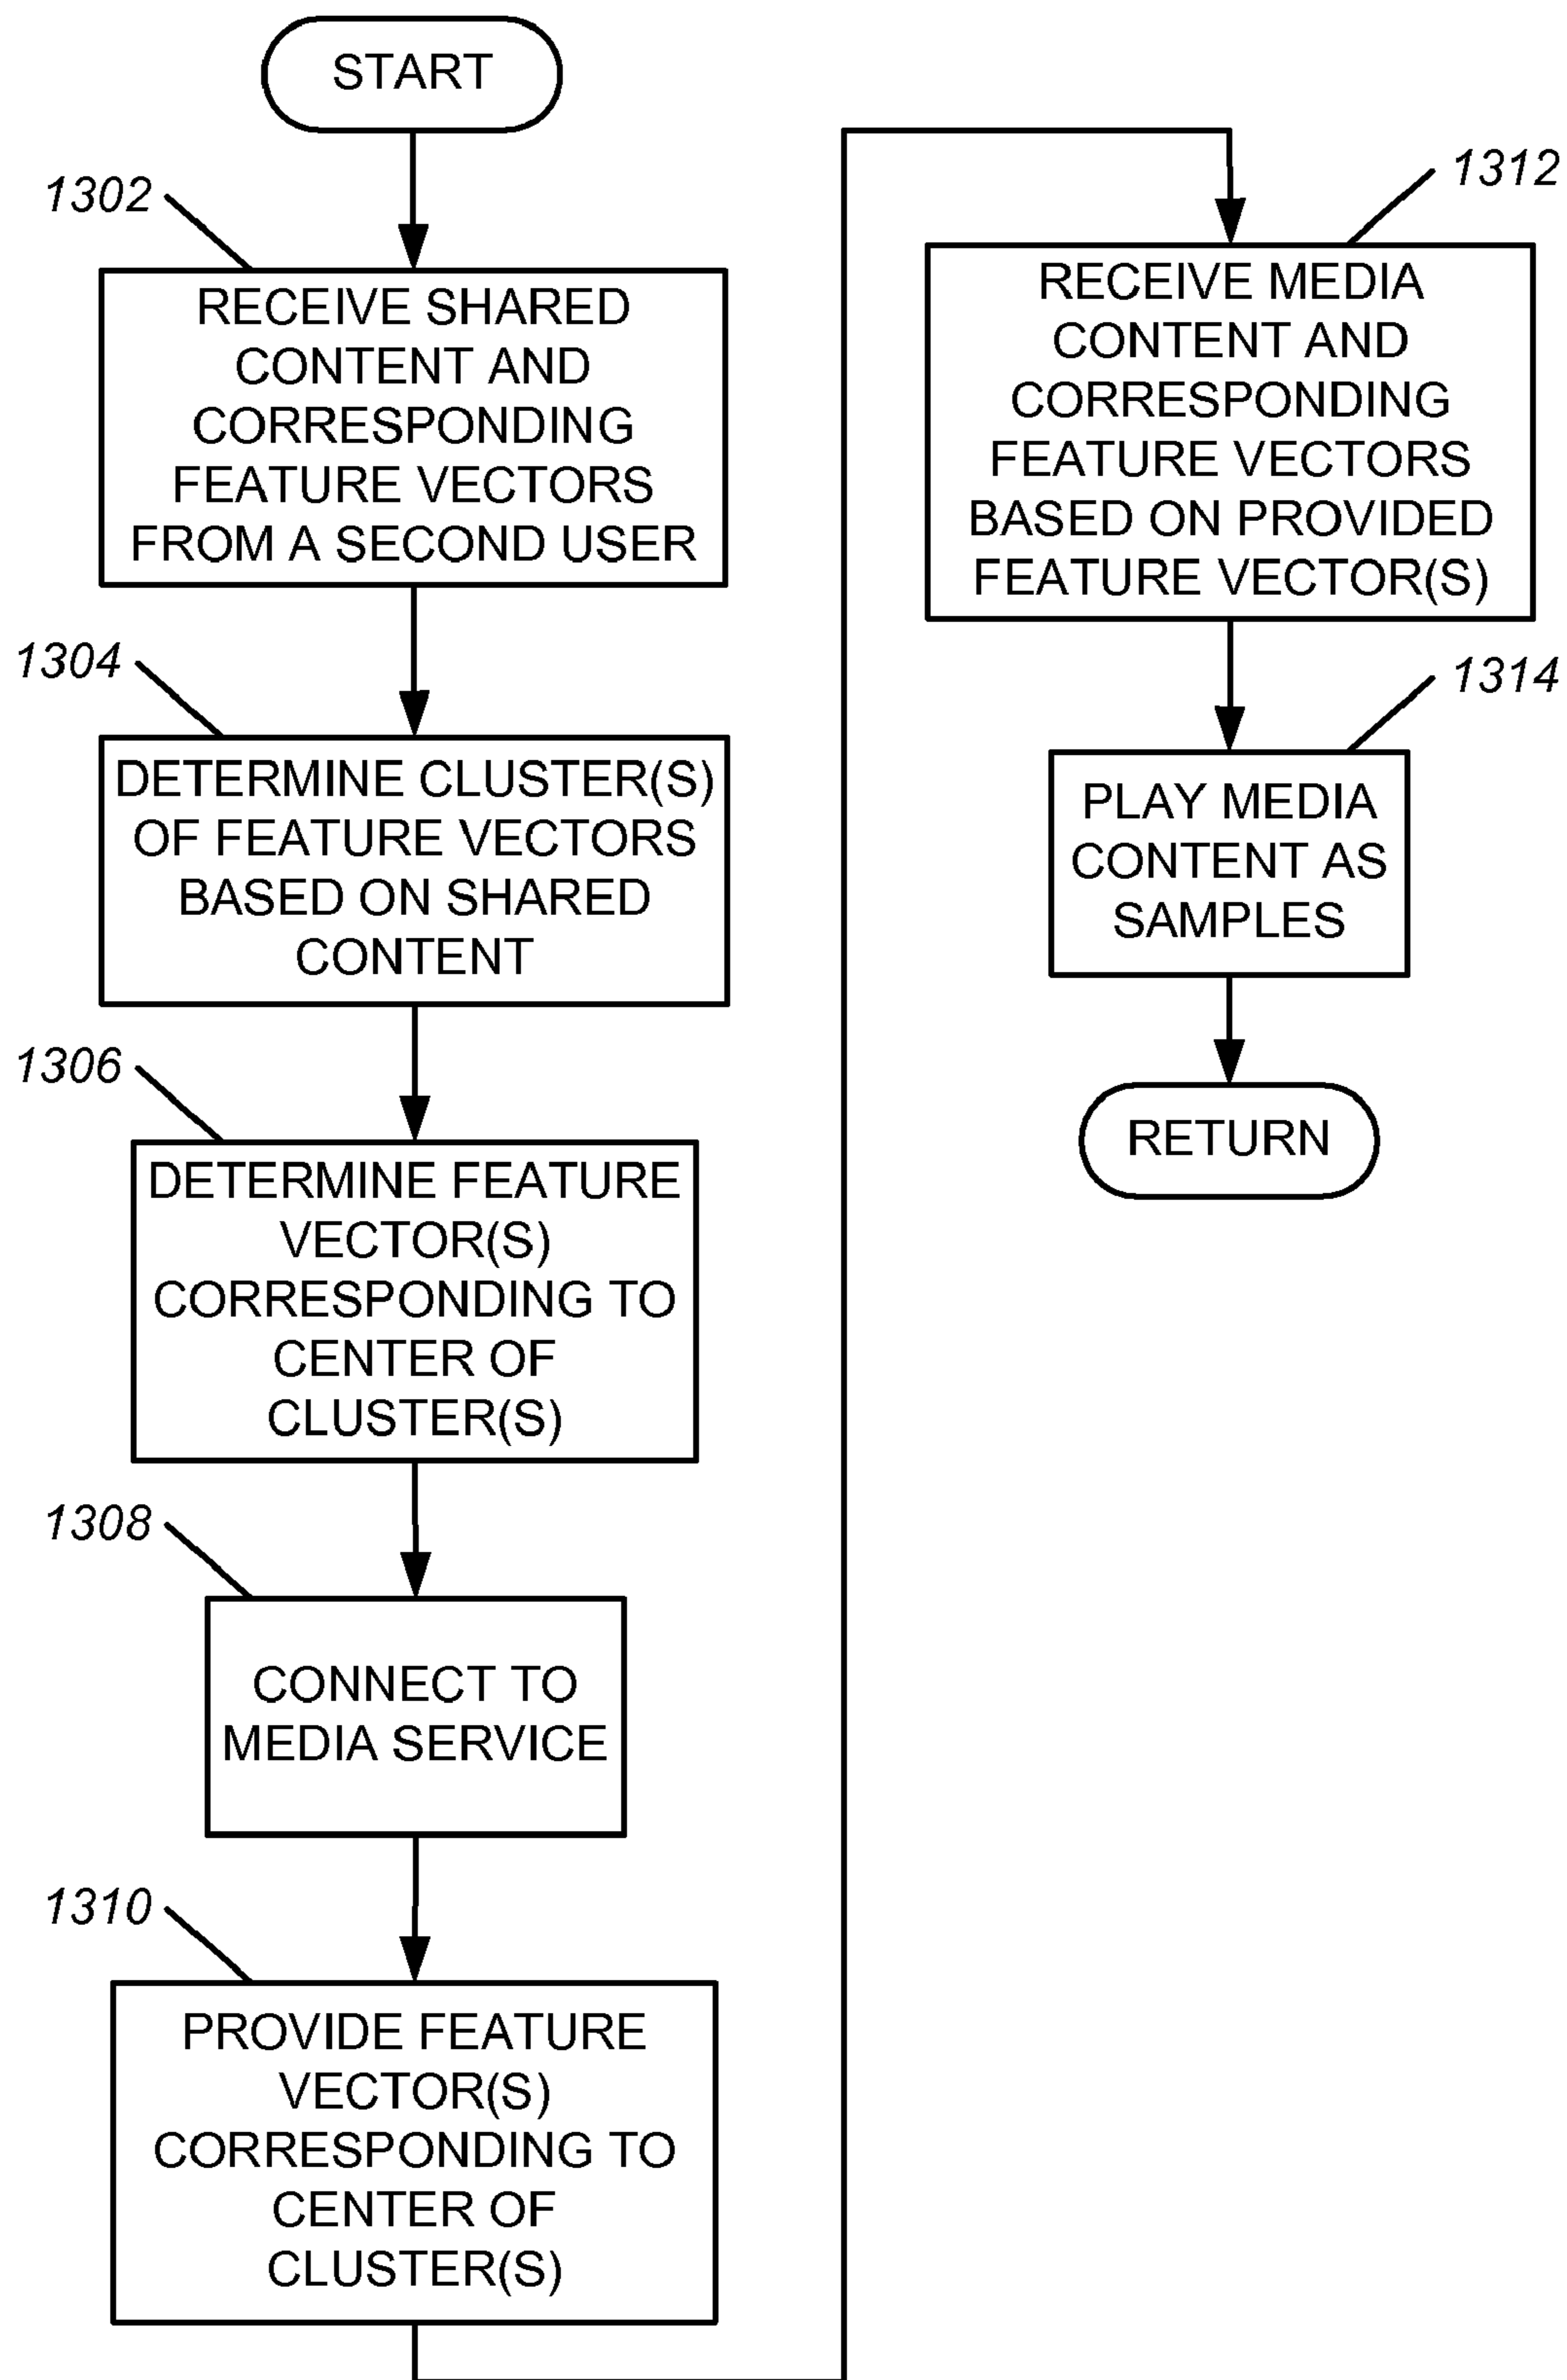 START
1302
RECEIVE SHARED
CONTENT AND
CORRESPONDING
FEATURE VECTORS
FROM A SECOND USER
1304
DETERMINE CLUSTER(S)
OF FEATURE VECTORS
BASED ON SHARED
CONTENT
1306
DETERMINE FEATURE
VECTOR(S)
CORRESPONDING TO
CENTER OF
CLUSTER(S)
1308
CONNECT TO
MEDIA SERVICE
1310
PROVIDE FEATURE
VECTOR(S)
CORRESPONDING TO
CENTER OF
CLUSTER(S)
1312
RECEIVE MEDIA
CONTENT AND
CORRESPONDING
FEATURE VECTORS
BASED ON PROVIDED
FEATURE VECTOR(S)
1314
PLAY MEDIA
CONTENT AS
SAMPLES
RETURN